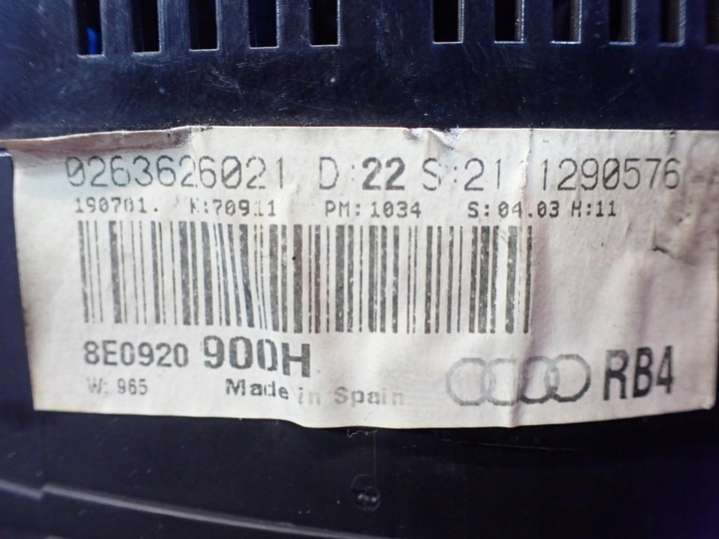 0263626021 D:22 S:21 1290576
190701. K:70911 PM:1034 S:04.03 H:11
8E0920 900H RB4
W: 965 Made in Spain